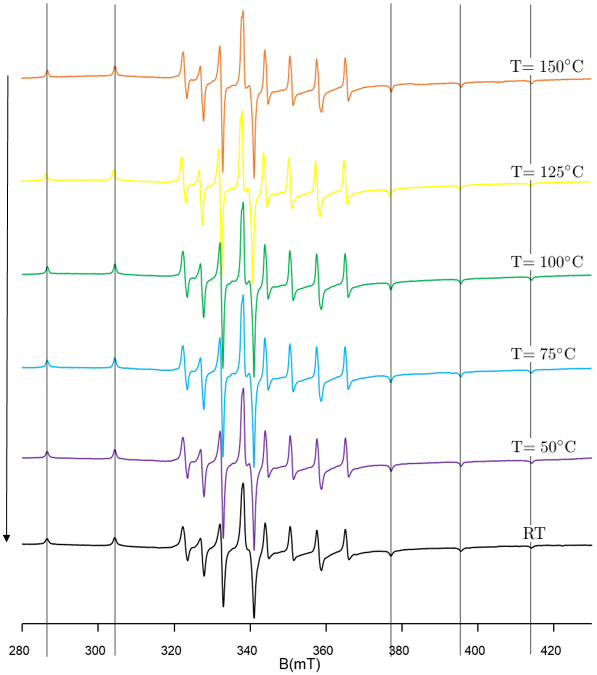 T= 150°C
T= 125°C
T= 100°C
T= 75°C
T= 50°C
RT
280 300 320 340 360 380 400 420
B(mT)